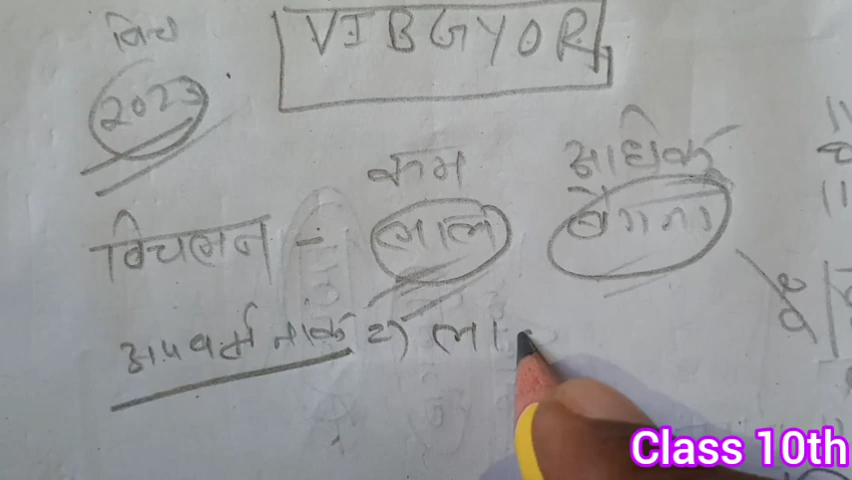 VIBGYOR
2023
कम अधिक
विचलन - लाल बैगना
अपवर्तनांक => ला
Class 10th